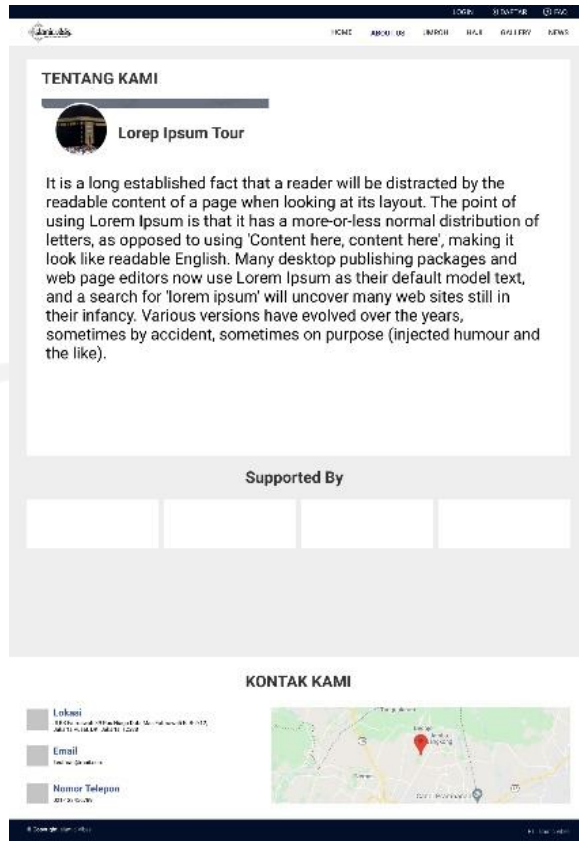 LOGIN DAFTAR FAQ
HOME ABOUT US UMROH HAJI GALLERY NEWS
TENTANG KAMI
Lorep Ipsum Tour
It is a long established fact that a reader will be distracted by the
readable content of a page when looking at its layout. The point of
using Lorem Ipsum is that it has a more-or-less normal distribution of
letters, as opposed to using 'Content here, content here', making it
look like readable English. Many desktop publishing packages and
web page editors now use Lorem Ipsum as their default model text,
and a search for 'lorem ipsum' will uncover many web sites still in
their infancy. Various versions have evolved over the years,
sometimes by accident, sometimes on purpose (injected humour and
the like).
Supported By
KONTAK KAMI
Lokasi
Email
Nomor Telepon
© Copyright